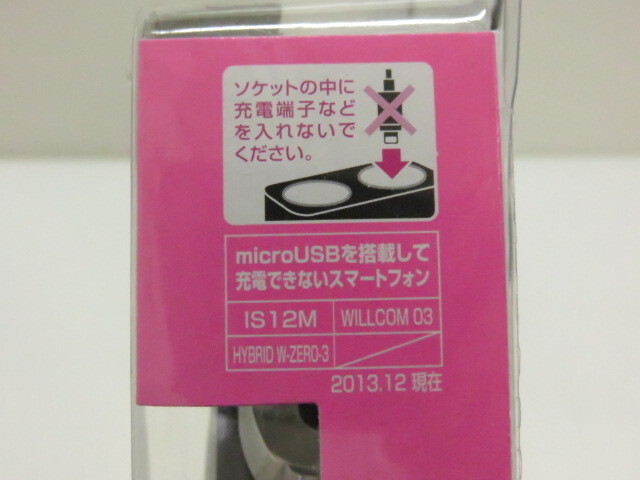 ソケットの中に
充電端子など
を入れないで
ください。
microUSBを搭載して
充電できないスマートフォン
IS12M
WILLCOM 03
HYBRID W-ZERO-3
2013.12 現在